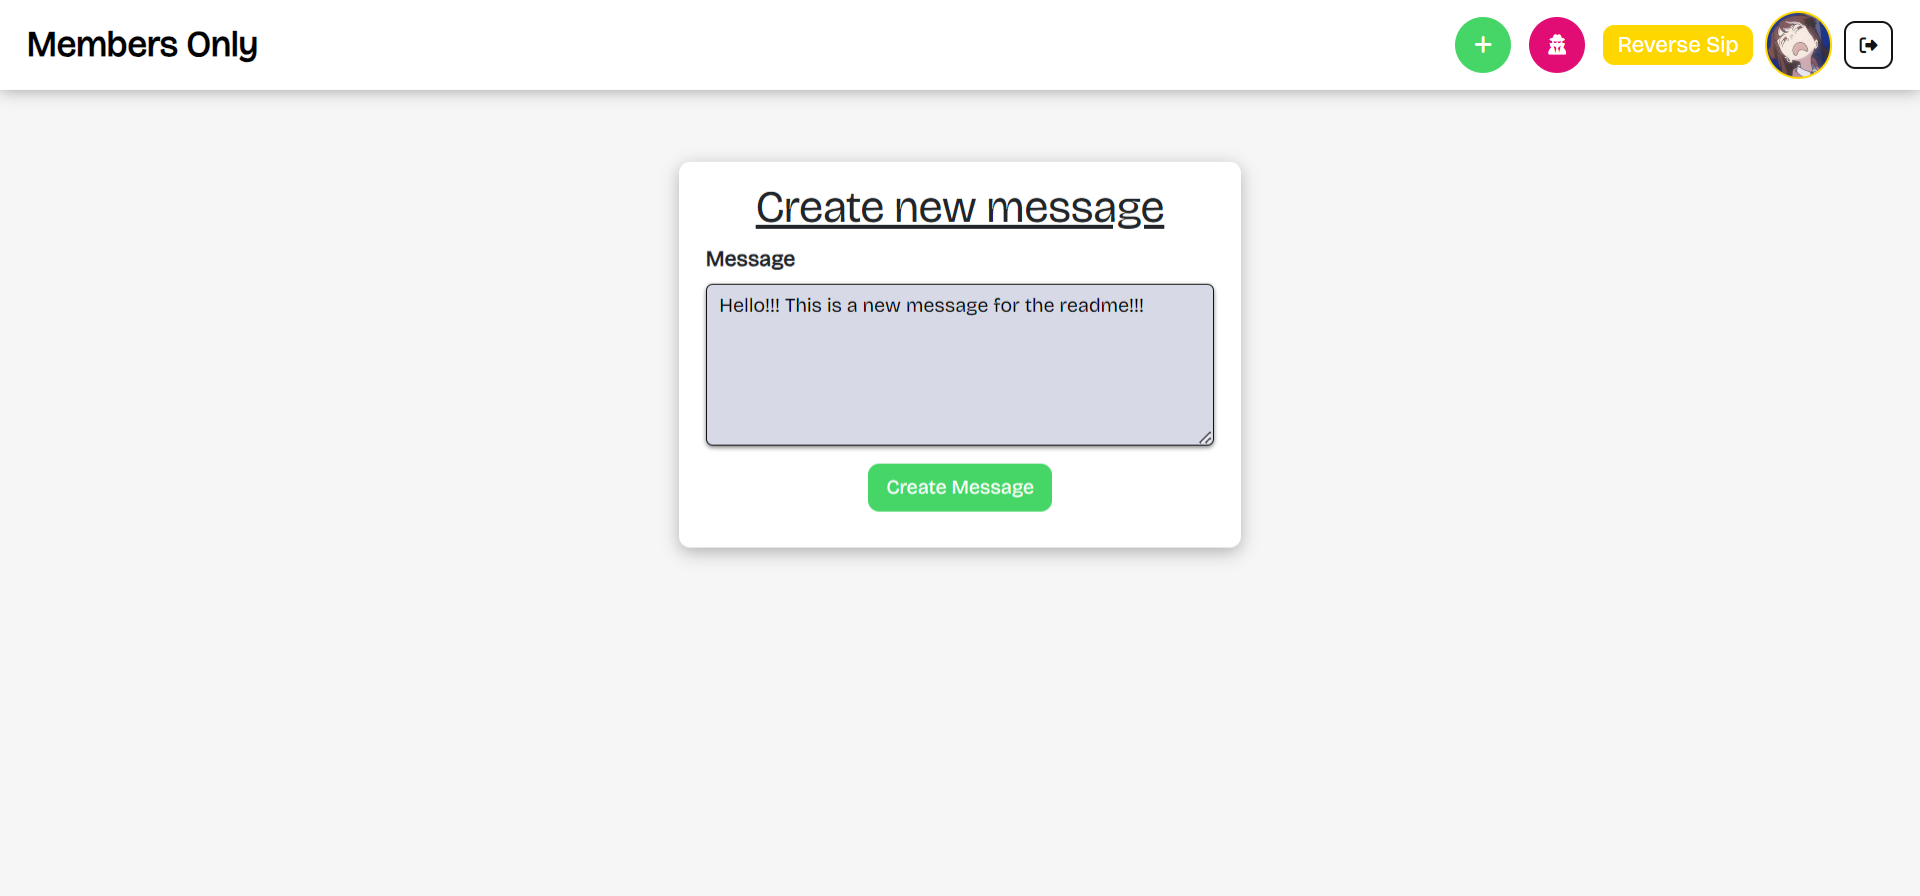 Members Only
Reverse Sip
Create new message
Message
Hello!!! This is a new message for the readme!!!
Create Message